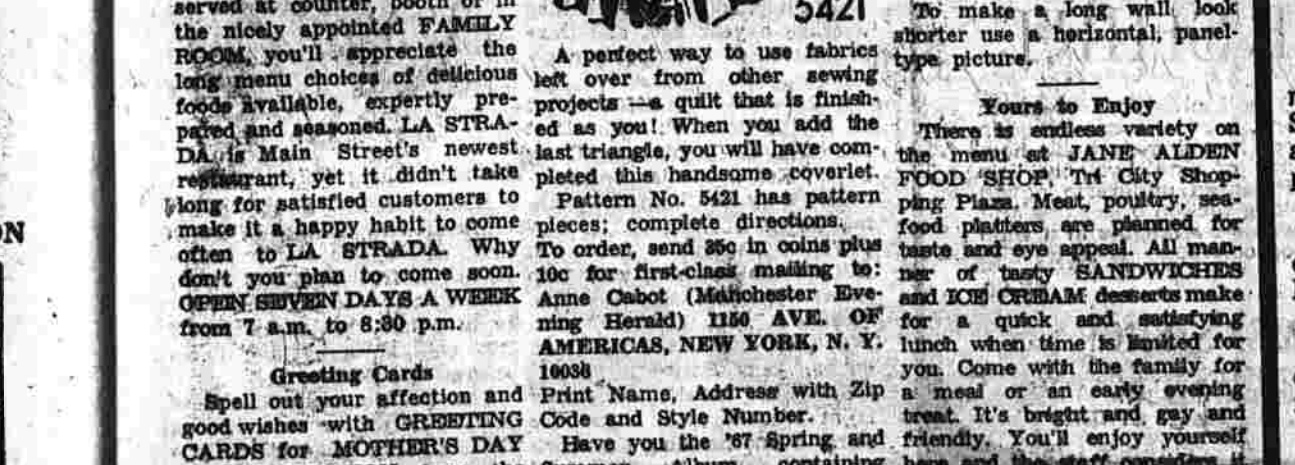 served at counter, booth or in
the nicely appointed FAMILY
ROOM, you'll appreciate the
long menu choices of delicious
foods available, expertly pre-
pared and seasoned. LA STRA-
DA is Main Street's newest
restaurant, yet it didn't take
long for satisfied customers to
make it a happy habit to come
often to LA STRADA. Why
don't you plan to come soon.
OPEN SEVEN DAYS A WEEK
from 7 a.m. to 8:30 p.m.
Greeting Cards
Spell out your affection and
good wishes with GREETING
CARDS for MOTHER'S DAY
5421
A perfect way to use fabrics
left over from other sewing
projects —a quilt that is finish-
ed as you! When you add the
last triangle, you will have com-
pleted this handsome coverlet.
Pattern No. 5421 has pattern
pieces; complete directions.
To order, send 35c in coins plus
10c for first-class mailing to:
Anne Cabot (Manchester Eve-
ning Herald) 1150 AVE. OF
AMERICAS, NEW YORK, N. Y.
10036
Print Name, Address with Zip
Code and Style Number.
Have you the '67 Spring and
Summer Album containing
To make a long wall look
shorter use a horizontal, panel-
type picture.
Yours to Enjoy
There is endless variety on
the menu at JANE ALDEN
FOOD SHOP, Tri City Shop-
ping Plaza. Meat, poultry, sea-
food platters are planned for
taste and eye appeal. All man-
ner of tasty SANDWICHES
and ICE CREAM desserts make
for a quick and satisfying
lunch when time is limited for
you. Come with the family for
a meal or an early evening
treat. It's bright and gay and
friendly. You'll enjoy yourself
here and the staff
ON